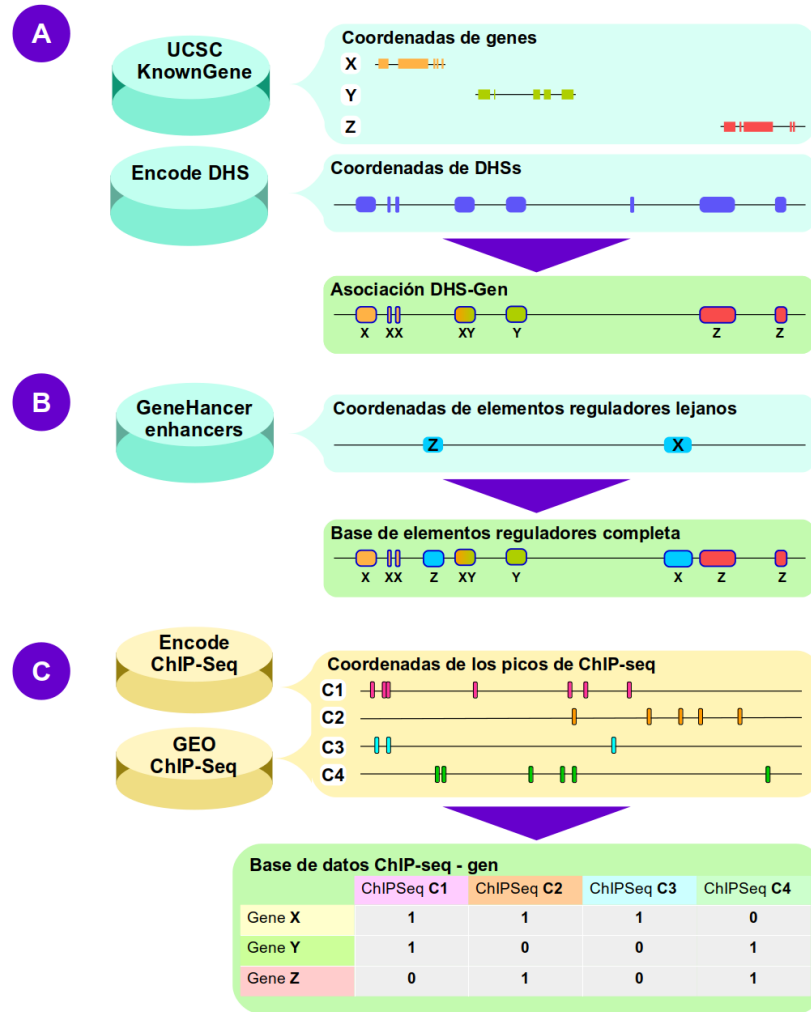 A
UCSC
KnownGene
Coordenadas de genes
X
Y
Z
Encode DHS
Coordenadas de DHSs
Asociación DHS-Gen
X XX XY Y Z Z
B
GeneHancer
enhancers
Coordenadas de elementos reguladores lejanos
Z X
Base de elementos reguladores completa
X XX Z XY Y X Z Z
C
Encode
ChIP-Seq
GEO
ChIP-Seq
Coordenadas de los picos de ChIP-seq
C1
C2
C3
C4
Base de datos ChIP-seq - gen
ChIPSeq C1 ChIPSeq C2 ChIPSeq C3 ChIPSeq C4
Gene X 1 1 1 0
Gene Y 1 0 0 1
Gene Z 0 1 0 1